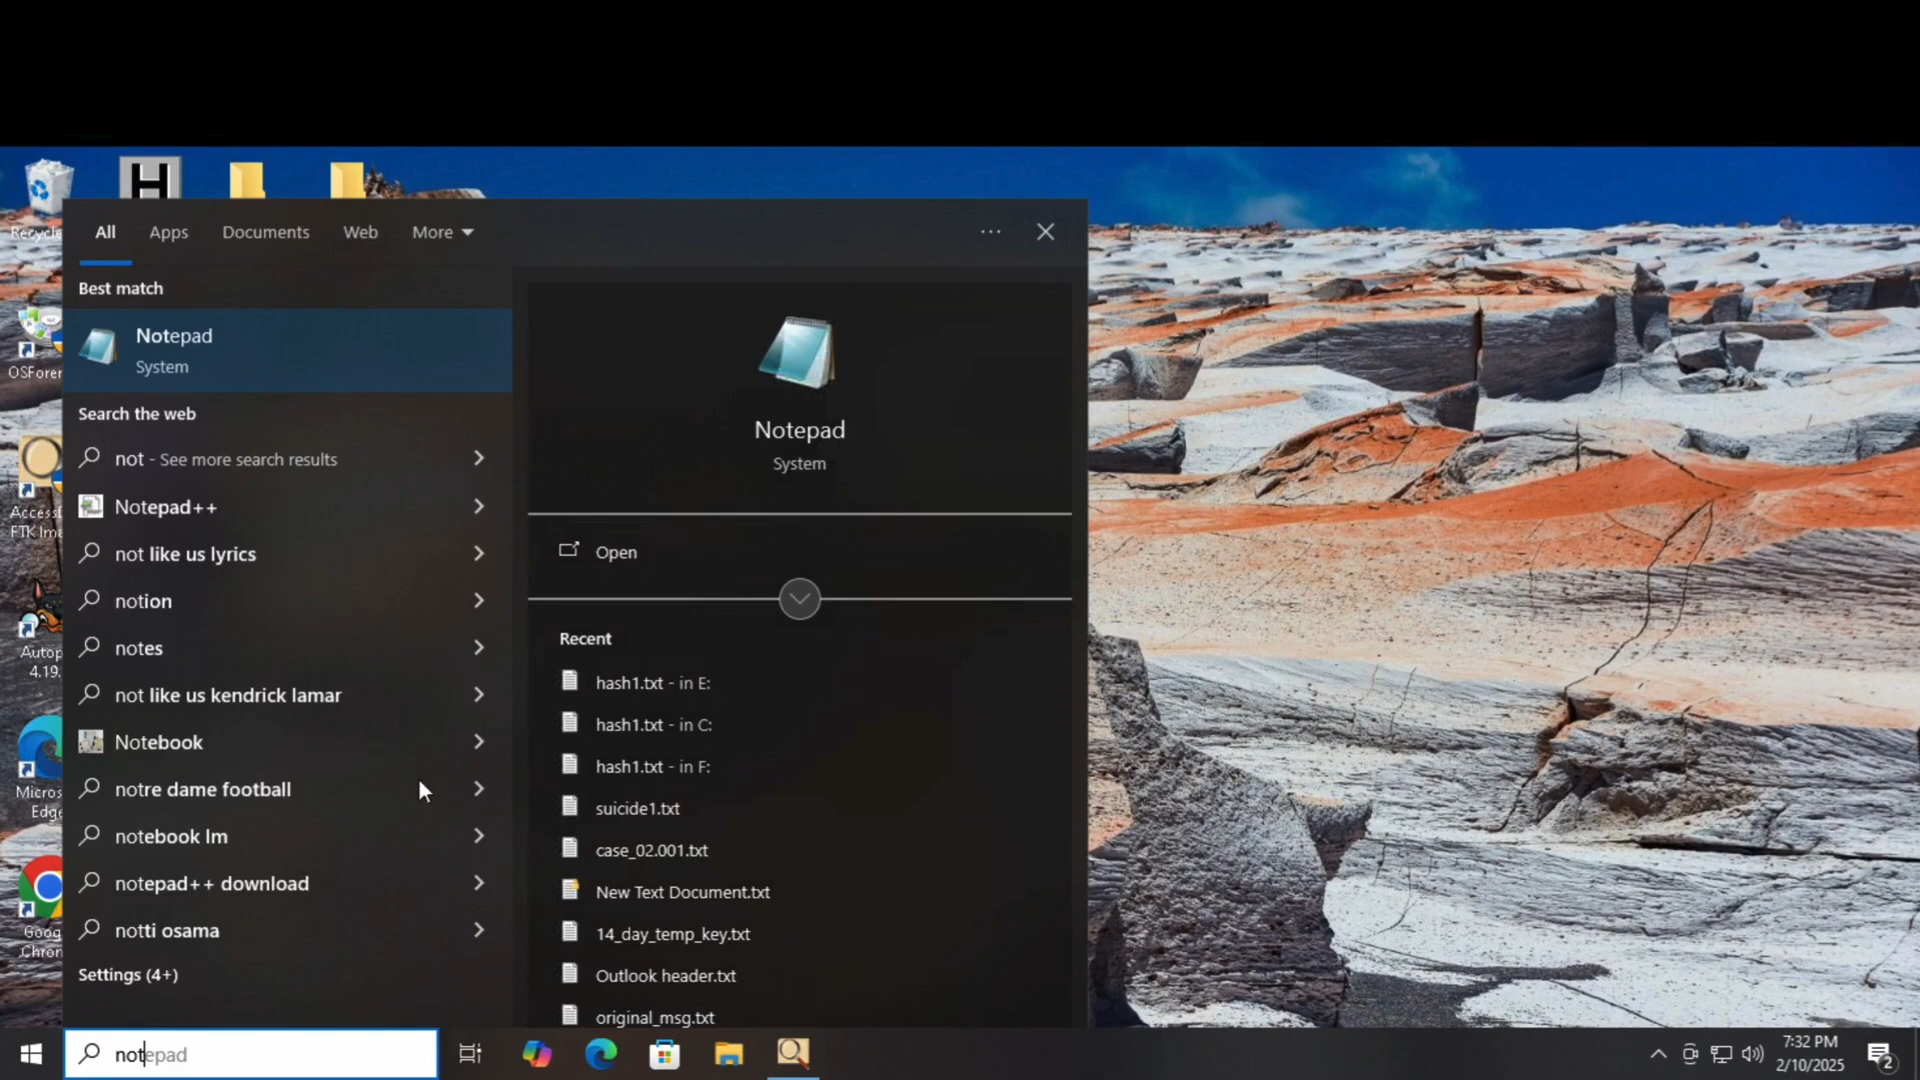 H
Recycle
OSForen
Access
FTK Ima
Autop
4.19.
Micros
Edge
Goog
Chron
All
Apps
Documents
Web
More
Best match
Notepad
System
Search the web
not - See more search results
Notepad++
not like us lyrics
notion
notes
not like us kendrick lamar
Notebook
notre dame football
notebook lm
notepad++ download
notti osama
Settings (4+)
Notepad
System
Open
Recent
hash1.txt - in E:
hash1.txt - in C:
hash1.txt - in F:
suicide1.txt
case_02.001.txt
New Text Document.txt
14_day_temp_key.txt
Outlook header.txt
original_msg.txt
notepad
7:32 PM
2/10/2025
2